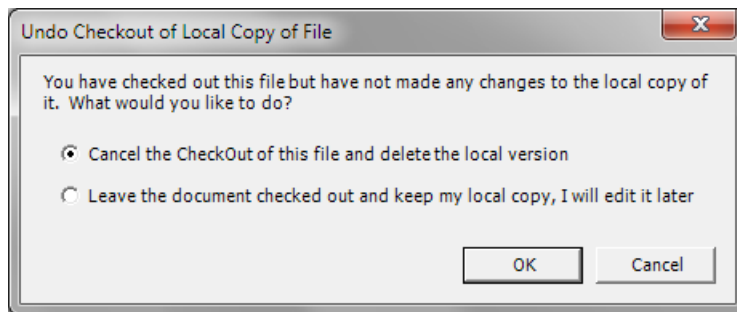 Undo Checkout of Local Copy of File
You have checked out this file but have not made any changes to the local copy of
it. What would you like to do?
Cancel the CheckOut of this file and delete the local version
Leave the document checked out and keep my local copy, I will edit it later
OK
Cancel